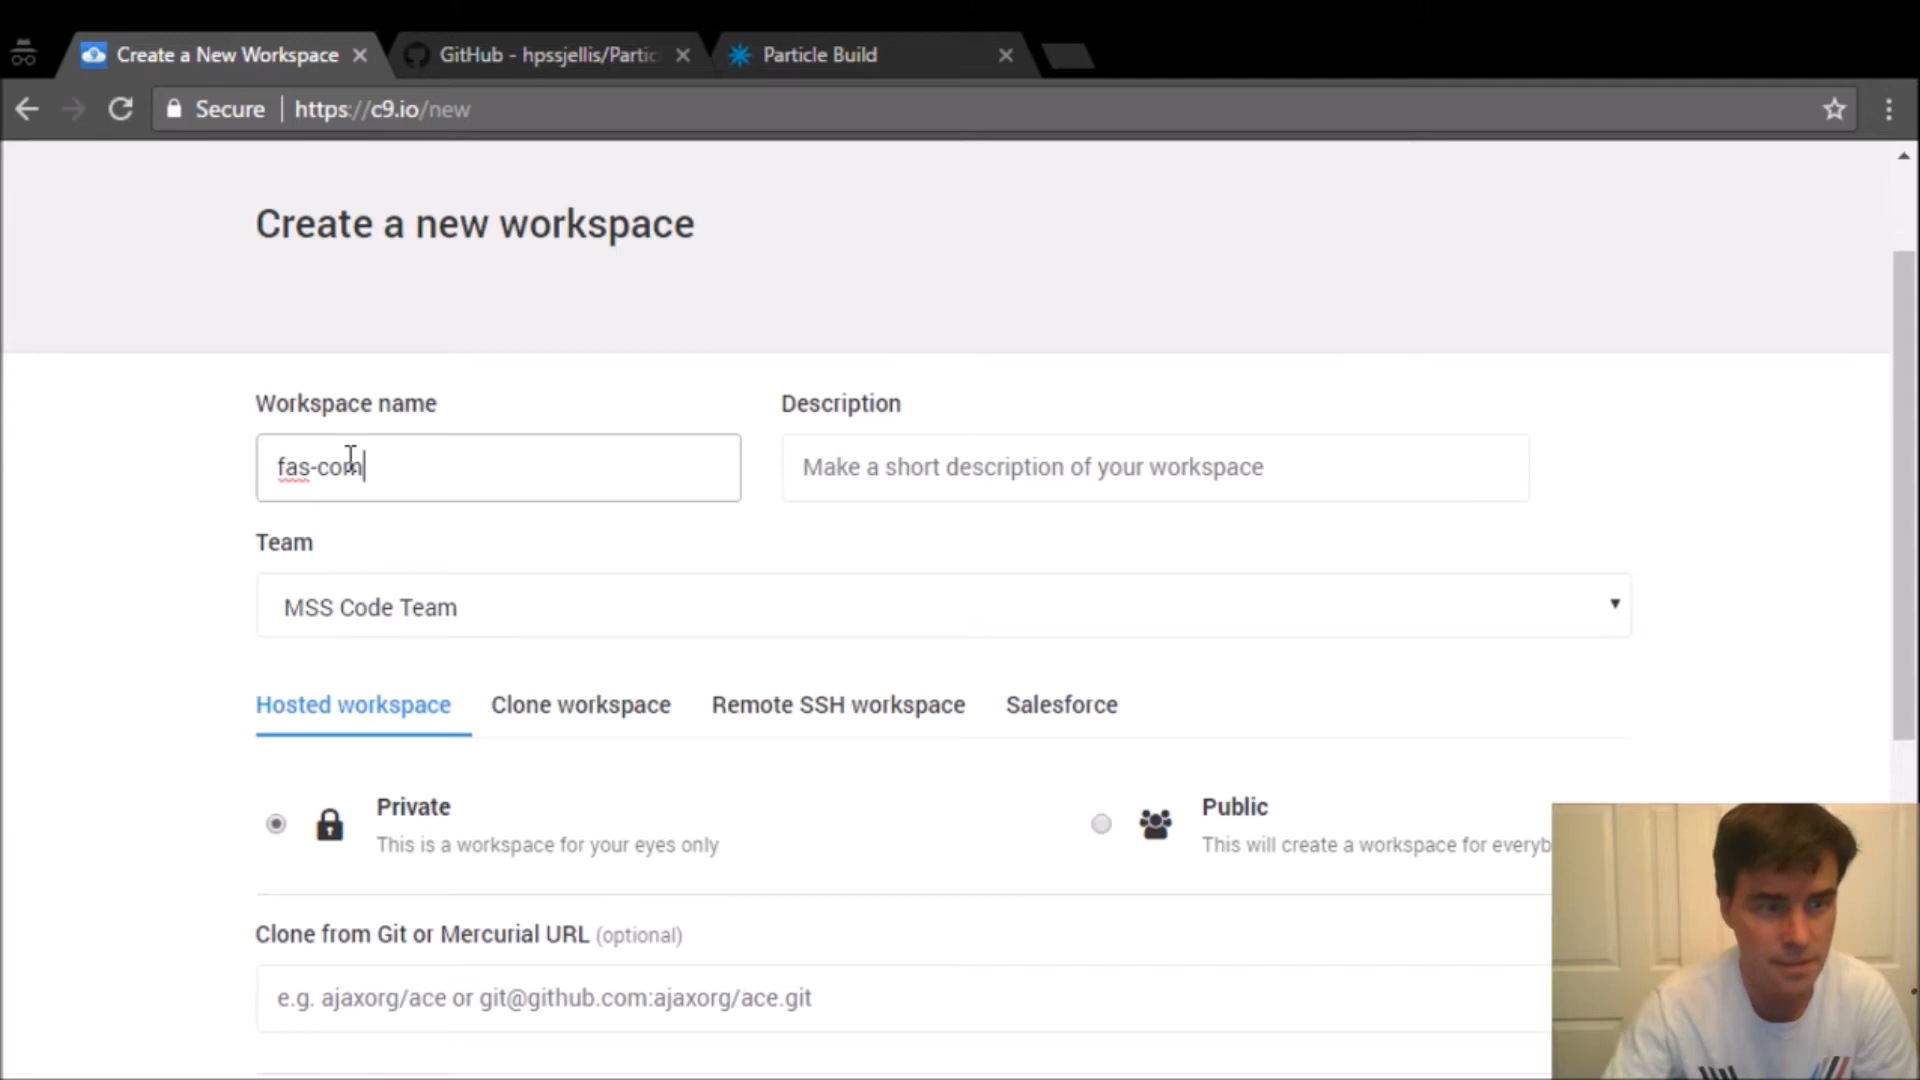 Create a New Workspace
GitHub - hpssjellis/Partic
Particle Build
Secure | https://c9.io/new
Create a new workspace
Workspace name
Description
fas-com
Make a short description of your workspace
Team
MSS Code Team
Hosted workspace
Clone workspace
Remote SSH workspace
Salesforce
Private
Public
This is a workspace for your eyes only
This will create a workspace for everyb
Clone from Git or Mercurial URL (optional)
e.g. ajaxorg/ace or git@github.com:ajaxorg/ace.git